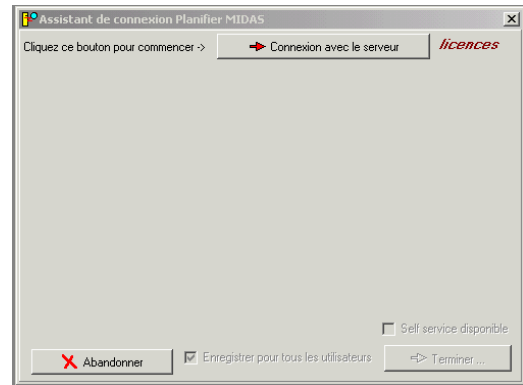 Assistant de connexion Planifier MIDAS
Cliquez ce bouton pour commencer -> Connexion avec le serveur licences
Self service disponible
Abandonner Enregistrer pour tous les utilisateurs Terminer ...